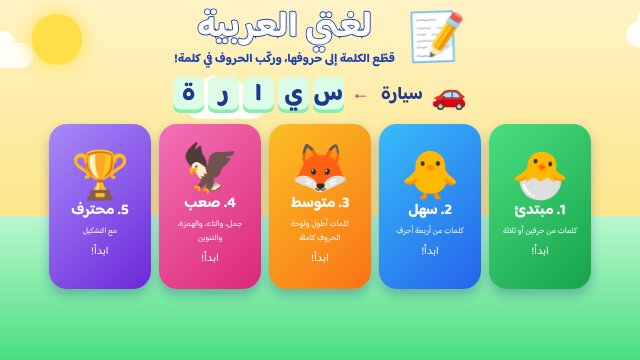 لغتي العربية
قطّع الكلمة إلى حروفها، وركّب الحروف في كلمة!
سيارة ← س ي ا ر ة
1. مبتدئ
كلمات من حرفين أو ثلاثة
ابدأ!
2. سهل
كلمات من أربعة أحرف
ابدأ!
3. متوسط
كلمات أطول ولوحة
الحروف كاملة
ابدأ!
4. صعب
جمل، والتاء، والهمزة،
والتنوين
ابدأ!
5. محترف
مع التشكيل
ابدأ!